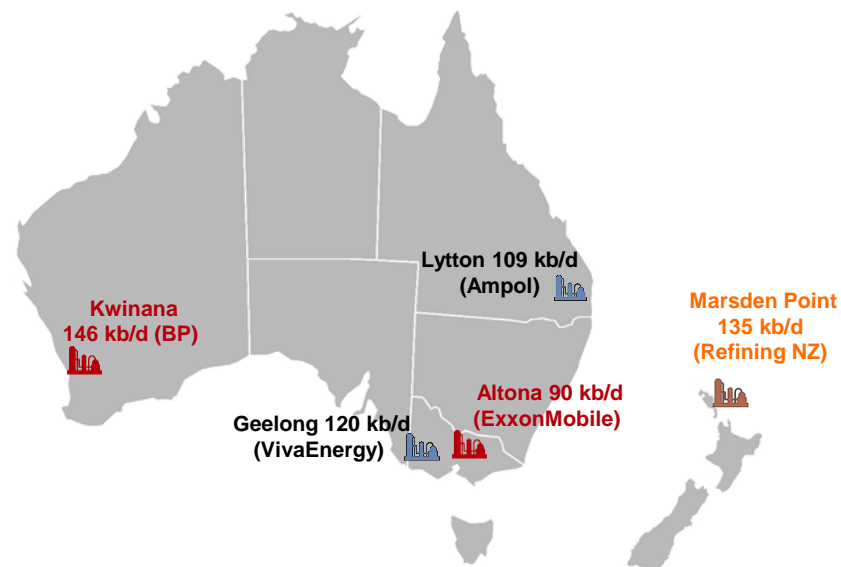 Lytton 109 kb/d
(Ampol)
Kwinana
146 kb/d (BP)
Marsden Point
135 kb/d
(Refining NZ)
Altona 90 kb/d
(ExxonMobile)
Geelong 120 kb/d
(VivaEnergy)